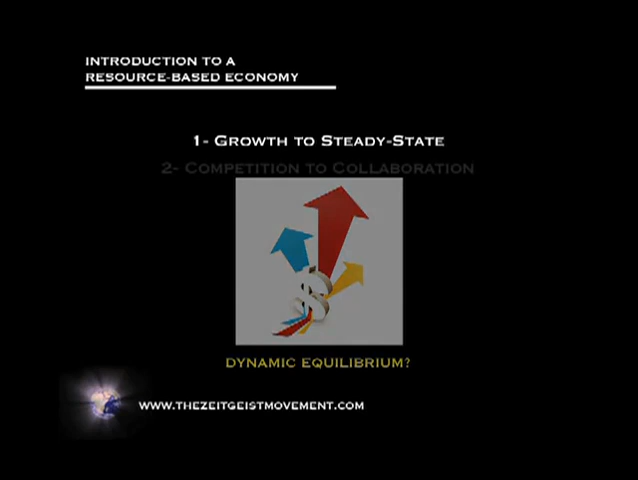 INTRODUCTION TO A
RESOURCE-BASED ECONOMY
1- GROWTH TO STEADY-STATE
2- COMPETITION TO COLLABORATION
$
DYNAMIC EQUILIBRIUM?
WWW.THEZEITGEISTMOVEMENT.COM